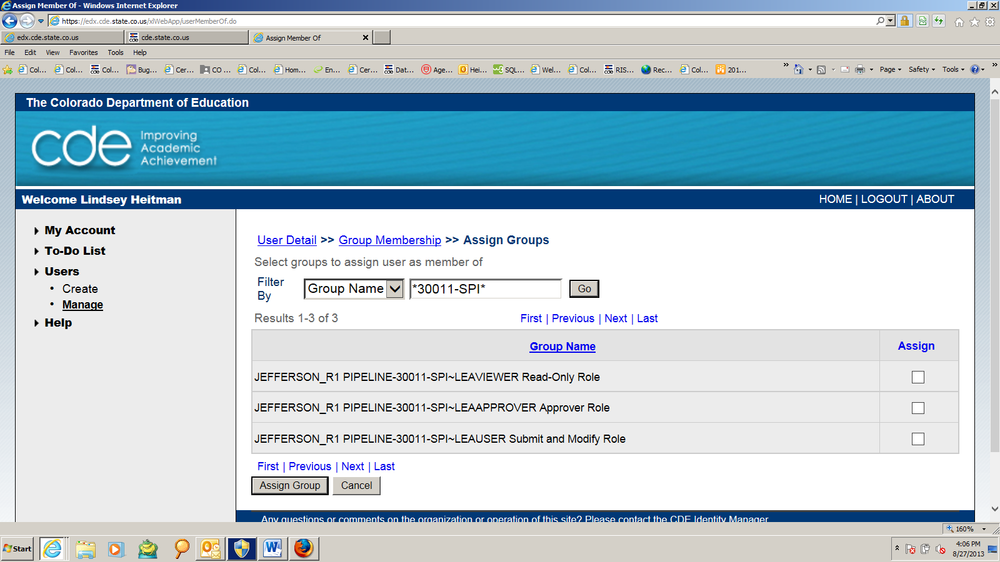 Assign Member Of - Windows Internet Explorer
https://edx.cde.state.co.us/xlWebApp/userMemberOf.do
edx.cde.state.co.us
cde.state.co.us
Assign Member Of
File Edit View Favorites Tools Help
Col... Col... Col... Bug... Cer... CO ... Col... Hom... En... Cer... Dat... Age... Hei... SQL... Wel... Col... RIS... Rec... Col... 201... Page Safety Tools
The Colorado Department of Education
cde Improving
Academic
Achievement
Welcome Lindsey Heitman
HOME | LOGOUT | ABOUT
My Account
To-Do List
Users
• Create
• Manage
Help
User Detail >> Group Membership >> Assign Groups
Select groups to assign user as member of
Filter By Group Name *30011-SPI* Go
Results 1-3 of 3
First | Previous | Next | Last
Group Name Assign
JEFFERSON_R1 PIPELINE-30011-SPI~LEAVIEWER Read-Only Role
JEFFERSON_R1 PIPELINE-30011-SPI~LEAAPPROVER Approver Role
JEFFERSON_R1 PIPELINE-30011-SPI~LEAUSER Submit and Modify Role
First | Previous | Next | Last
Assign Group Cancel
Any questions or comments on the organization or operation of this site? Please contact the CDE Identity Manager
160%
Start
4:06 PM
8/27/2013